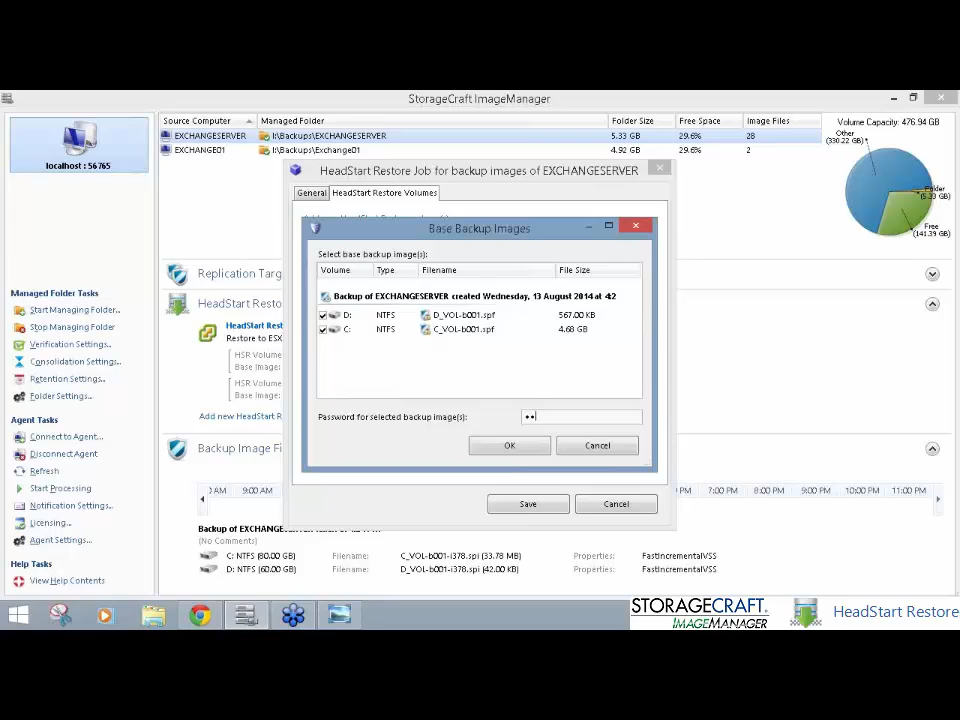 StorageCraft ImageManager
localhost : 56765
Source Computer Managed Folder Folder Size Free Space Image Files
EXCHANGESERVER I:\Backups\EXCHANGESERVER 5.33 GB 29.6% 28
EXCHANGE01 I:\Backups\Exchange01 4.92 GB 29.6% 2
Volume Capacity: 476.94 GB
Other
(330.22 GB)
Folder
(5.33 GB)
Free
(141.39 GB)
HeadStart Restore Job for backup images of EXCHANGESERVER
General HeadStart Restore Volumes
Base Backup Images
Select base backup image(s):
Volume Type Filename File Size
Backup of EXCHANGESERVER created Wednesday, 13 August 2014 at 4:2
D: NTFS D_VOL-b001.spf 567.00 KB
C: NTFS C_VOL-b001.spf 4.68 GB
Password for selected backup image(s): ••
OK Cancel
Save Cancel
Replication Targ
HeadStart Resto
HeadStart Rest
Restore to ESX
HSR Volume
Base Image:
HSR Volume
Base Image:
Add new HeadStart R
Backup Image Fi
AM 9:00 AM PM 7:00 PM 8:00 PM 9:00 PM 10:00 PM 11:00 PM
Backup of EXCHANGESERVER
(No Comments)
C: NTFS (80.00 GB) Filename: C_VOL-b001-i378.spi (33.78 MB) Properties: FastIncrementalVSS
D: NTFS (60.00 GB) Filename: D_VOL-b001-i378.spi (42.00 KB) Properties: FastIncrementalVSS
Managed Folder Tasks
Start Managing Folder..
Stop Managing Folder
Verification Settings..
Consolidation Settings..
Retention Settings..
Folder Settings...
Agent Tasks
Connect to Agent...
Disconnect Agent
Refresh
Start Processing
Notification Settings..
Licensing...
Agent Settings...
Help Tasks
View Help Contents
STORAGECRAFT.
IMAGEMANAGER
HeadStart Restore